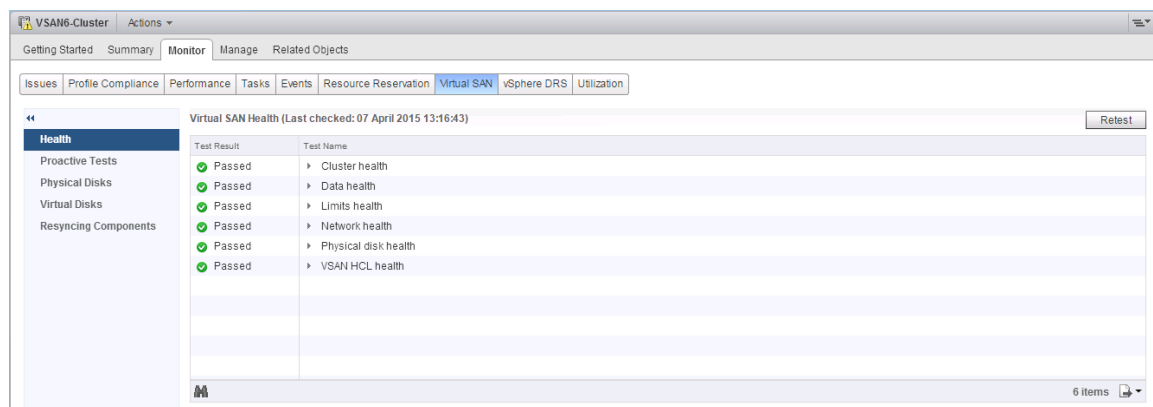 VSAN6-Cluster Actions
Getting Started Summary Monitor Manage Related Objects
Issues Profile Compliance Performance Tasks Events Resource Reservation Virtual SAN vSphere DRS Utilization
Virtual SAN Health (Last checked: 07 April 2015 13:16:43) Retest
Health
Proactive Tests
Physical Disks
Virtual Disks
Resyncing Components
Test Result Test Name
Passed Cluster health
Passed Data health
Passed Limits health
Passed Network health
Passed Physical disk health
Passed VSAN HCL health
6 items